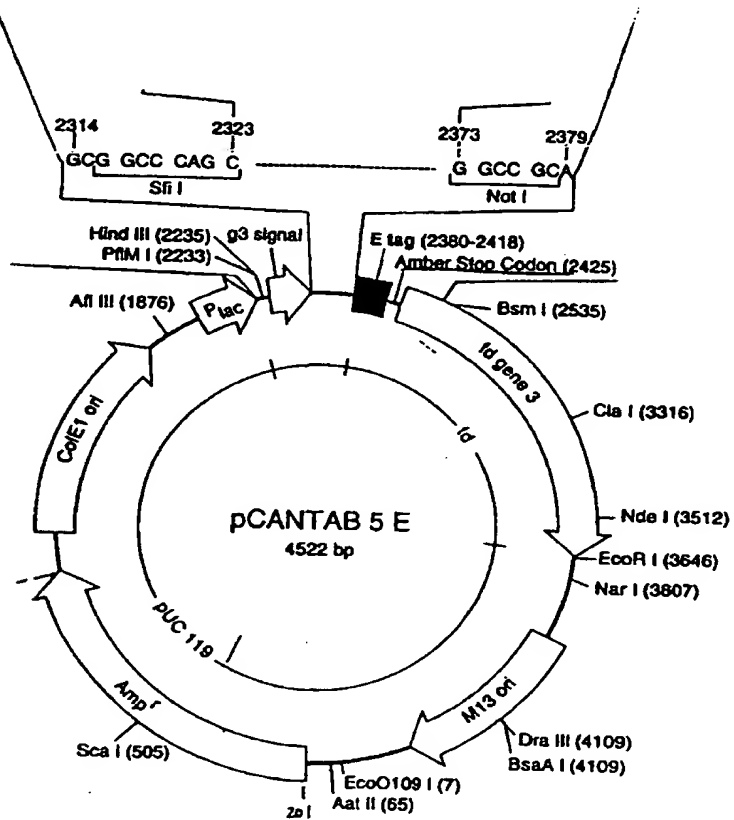 2314
2323
2373
2379
GCG GCC CAG C
G GCC GCA
Sfi I
Not I
Hind III (2235)
g3 signal
E tag (2380-2418)
PflM I (2233)
Amber Stop Codon (2425)
Afl III (1876)
P lac
Bsm I (2535)
fd gene 3
ColE1 ori
fd
Cla I (3316)
pCANTAB 5 E
4522 bp
Nde I (3512)
EcoR I (3646)
Nar I (3807)
pUC 119
Amp r
M13 ori
Sca I (505)
Dra III (4109)
BsaA I (4109)
EcoO109 I (7)
Aat II (65)
201